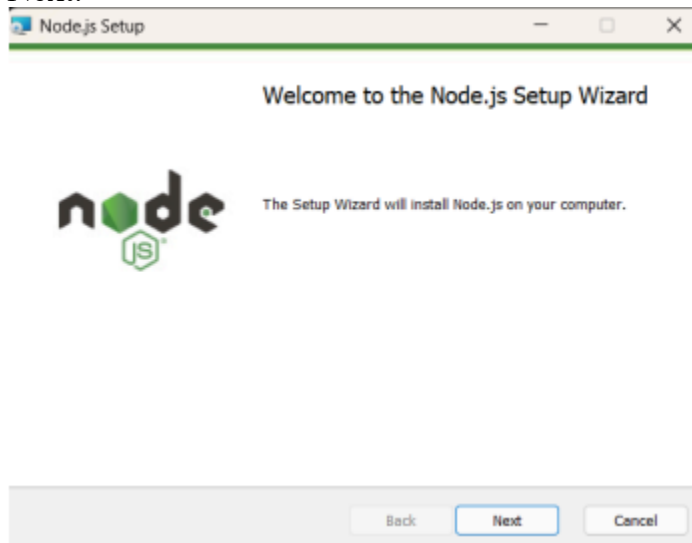 Node.js Setup
Welcome to the Node.js Setup Wizard
The Setup Wizard will install Node.js on your computer.
node
JS
Back
Next
Cancel